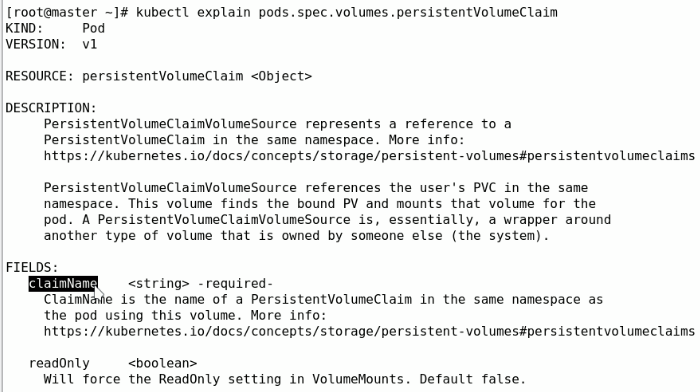 [root@master ~]# kubectl explain pods.spec.volumes.persistentVolumeClaim
KIND:     Pod
VERSION:  v1
RESOURCE: persistentVolumeClaim <Object>
DESCRIPTION:
PersistentVolumeClaimVolumeSource represents a reference to a
PersistentVolumeClaim in the same namespace. More info:
https://kubernetes.io/docs/concepts/storage/persistent-volumes#persistentvolumeclaims
PersistentVolumeClaimVolumeSource references the user's PVC in the same
namespace. This volume finds the bound PV and mounts that volume for the
pod. A PersistentVolumeClaimVolumeSource is, essentially, a wrapper around
another type of volume that is owned by someone else (the system).
FIELDS:
claimName    <string> -required-
ClaimName is the name of a PersistentVolumeClaim in the same namespace as
the pod using this volume. More info:
https://kubernetes.io/docs/concepts/storage/persistent-volumes#persistentvolumeclaims
readOnly     <boolean>
Will force the ReadOnly setting in VolumeMounts. Default false.